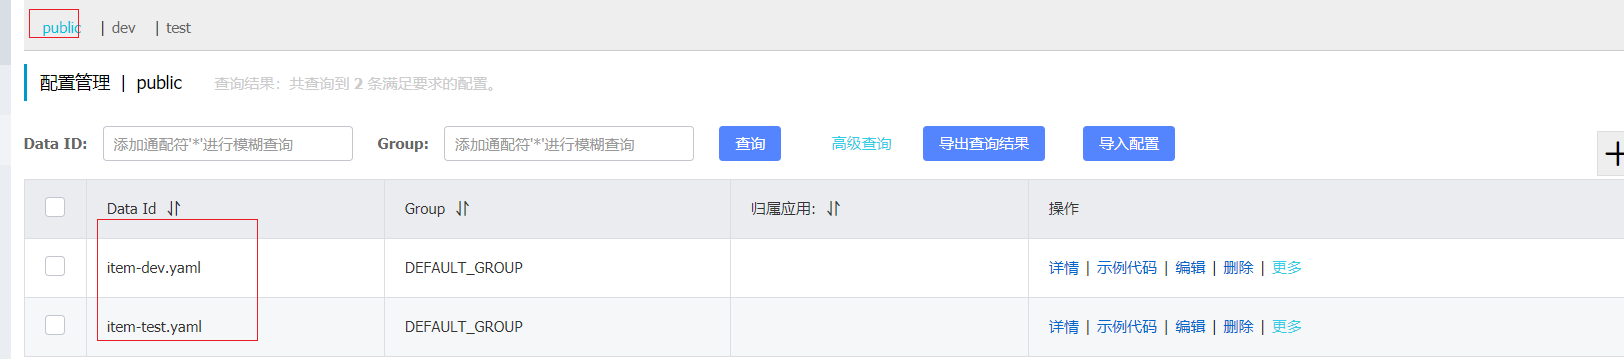 public | dev | test
配置管理 | public 查询结果：共查询到 2 条满足要求的配置。
Data ID: 添加通配符'*'进行模糊查询 Group: 添加通配符'*'进行模糊查询 查询 高级查询 导出查询结果 导入配置
Data Id Group 归属应用: 操作
item-dev.yaml DEFAULT_GROUP 详情 | 示例代码 | 编辑 | 删除 | 更多
item-test.yaml DEFAULT_GROUP 详情 | 示例代码 | 编辑 | 删除 | 更多